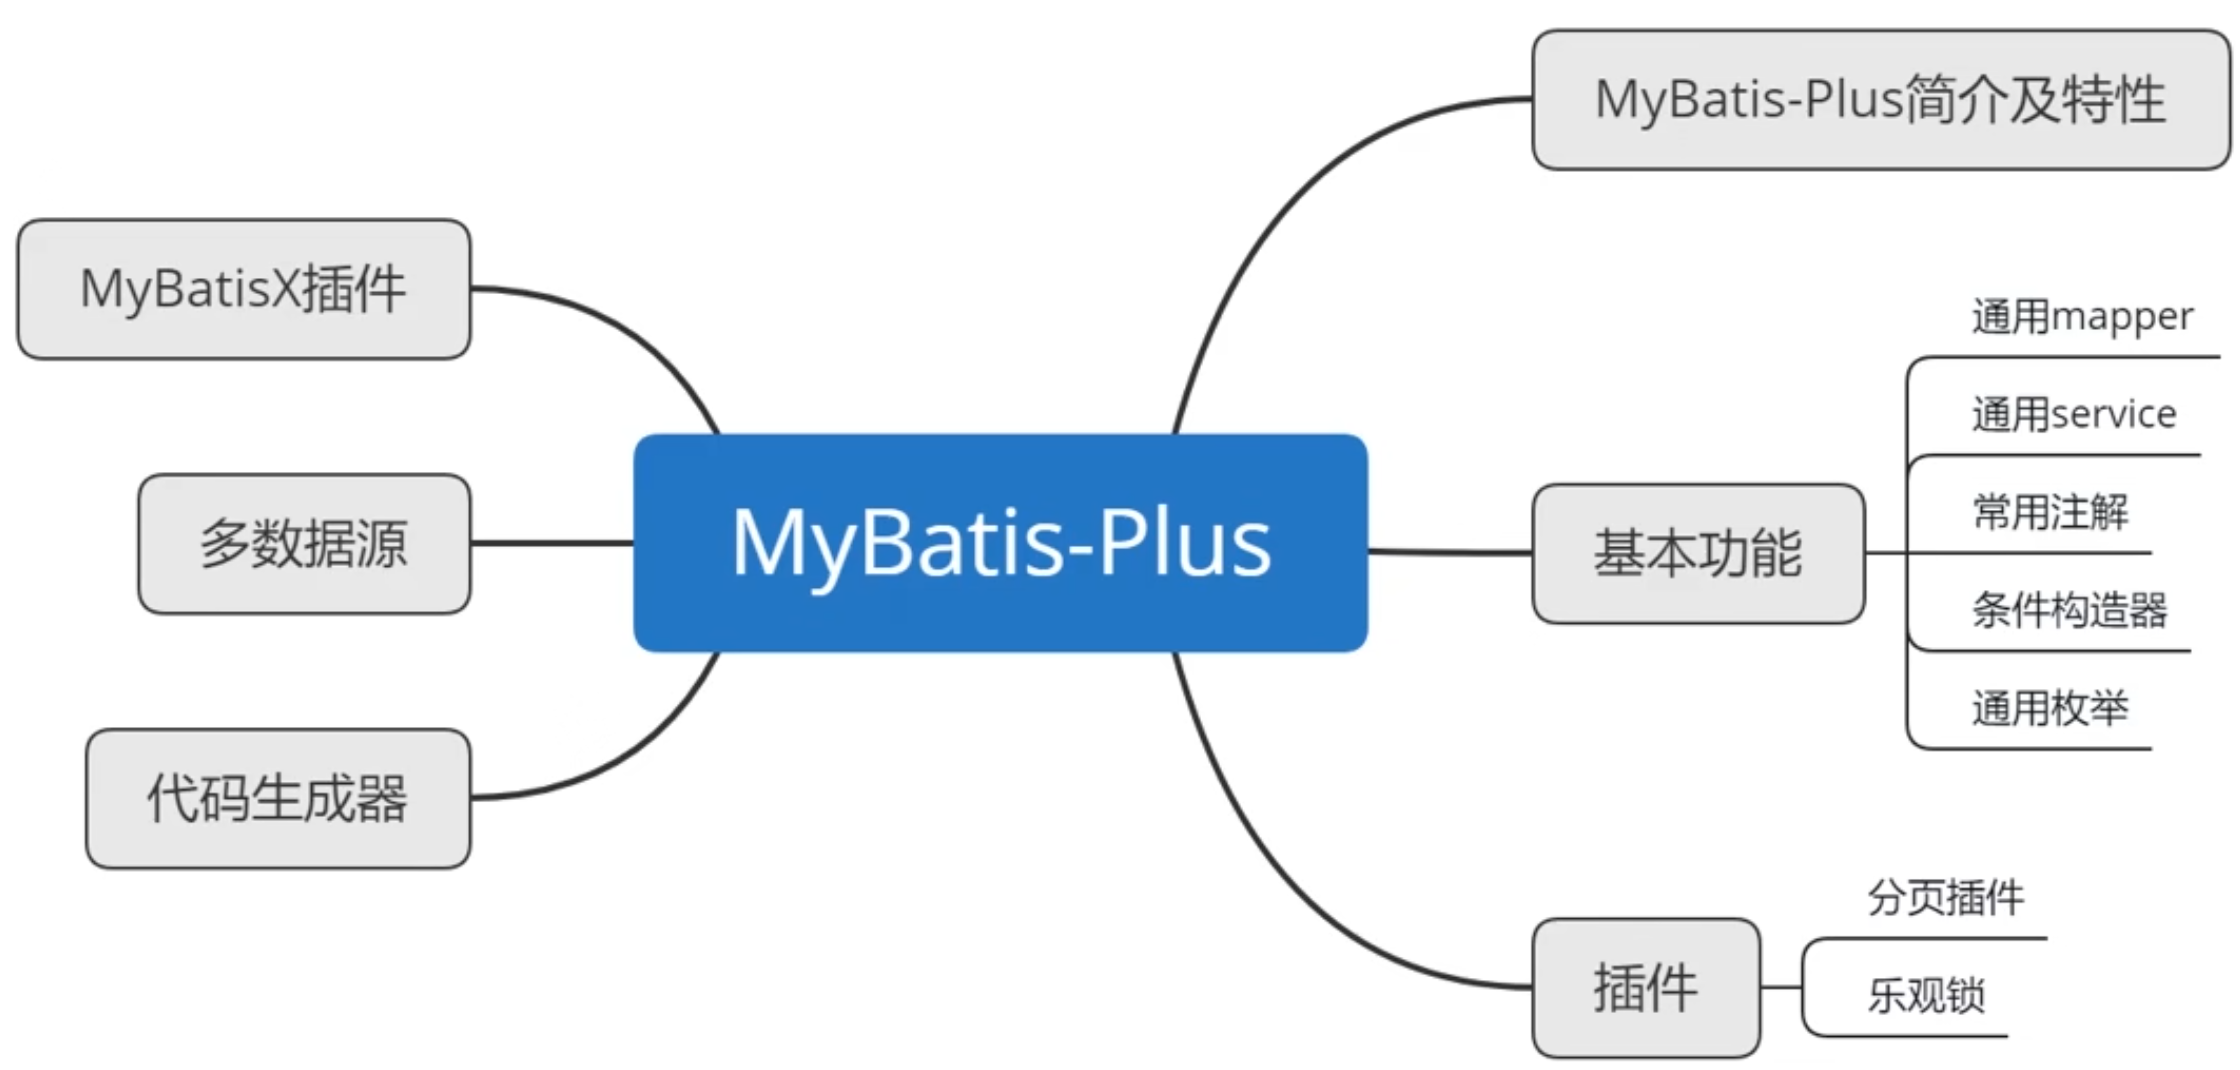 MyBatis-Plus
MyBatis-Plus简介及特性
基本功能
通用mapper
通用service
常用注解
条件构造器
通用枚举
插件
分页插件
乐观锁
MyBatisX插件
多数据源
代码生成器